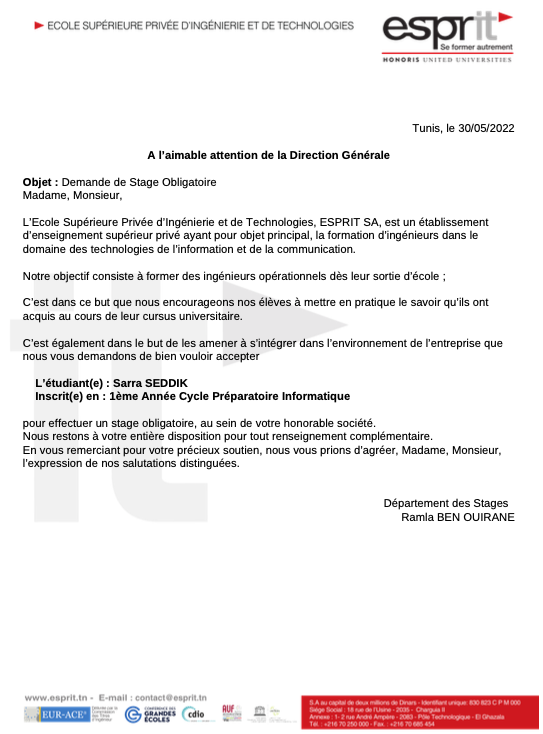 ECOLE SUPÉRIEURE PRIVÉE D'INGÉNIERIE ET DE TECHNOLOGIES
esprit
Se former autrement
HONORIS UNITED UNIVERSITIES
Tunis, le 30/05/2022
A l'aimable attention de la Direction Générale
Objet : Demande de Stage Obligatoire
Madame, Monsieur,
L'Ecole Supérieure Privée d'Ingénierie et de Technologies, ESPRIT SA, est un établissement
d'enseignement supérieur privé ayant pour objet principal, la formation d'ingénieurs dans le
domaine des technologies de l'information et de la communication.
Notre objectif consiste à former des ingénieurs opérationnels dès leur sortie d'école ;
C'est dans ce but que nous encourageons nos élèves à mettre en pratique le savoir qu'ils ont
acquis au cours de leur cursus universitaire.
C'est également dans le but de les amener à s'intégrer dans l'environnement de l'entreprise que
nous vous demandons de bien vouloir accepter
L'étudiant(e) : Sarra SEDDIK
Inscrit(e) en : 1ème Année Cycle Préparatoire Informatique
pour effectuer un stage obligatoire, au sein de votre honorable société.
Nous restons à votre entière disposition pour tout renseignement complémentaire.
En vous remerciant pour votre précieux soutien, nous vous prions d'agréer, Madame, Monsieur,
l'expression de nos salutations distinguées.
Département des Stages
Ramla BEN OUIRANE
www.esprit.tn - E-mail : contact@esprit.tn
EUR-ACE
CONFÉRENCE DES
GRANDES
ÉCOLES
cdio
AUF
S.A au capital de deux millions de Dinars - Identifiant unique: 830 823 C P M 000
Siège Social : 18 rue de l'Usine - 2035 - Charguia II
Annexe : 1- 2 rue André Ampère - 2083 - Pôle Technologique - El Ghazala
Tél. : +216 70 250 000 - Fax. : +216 70 685 454